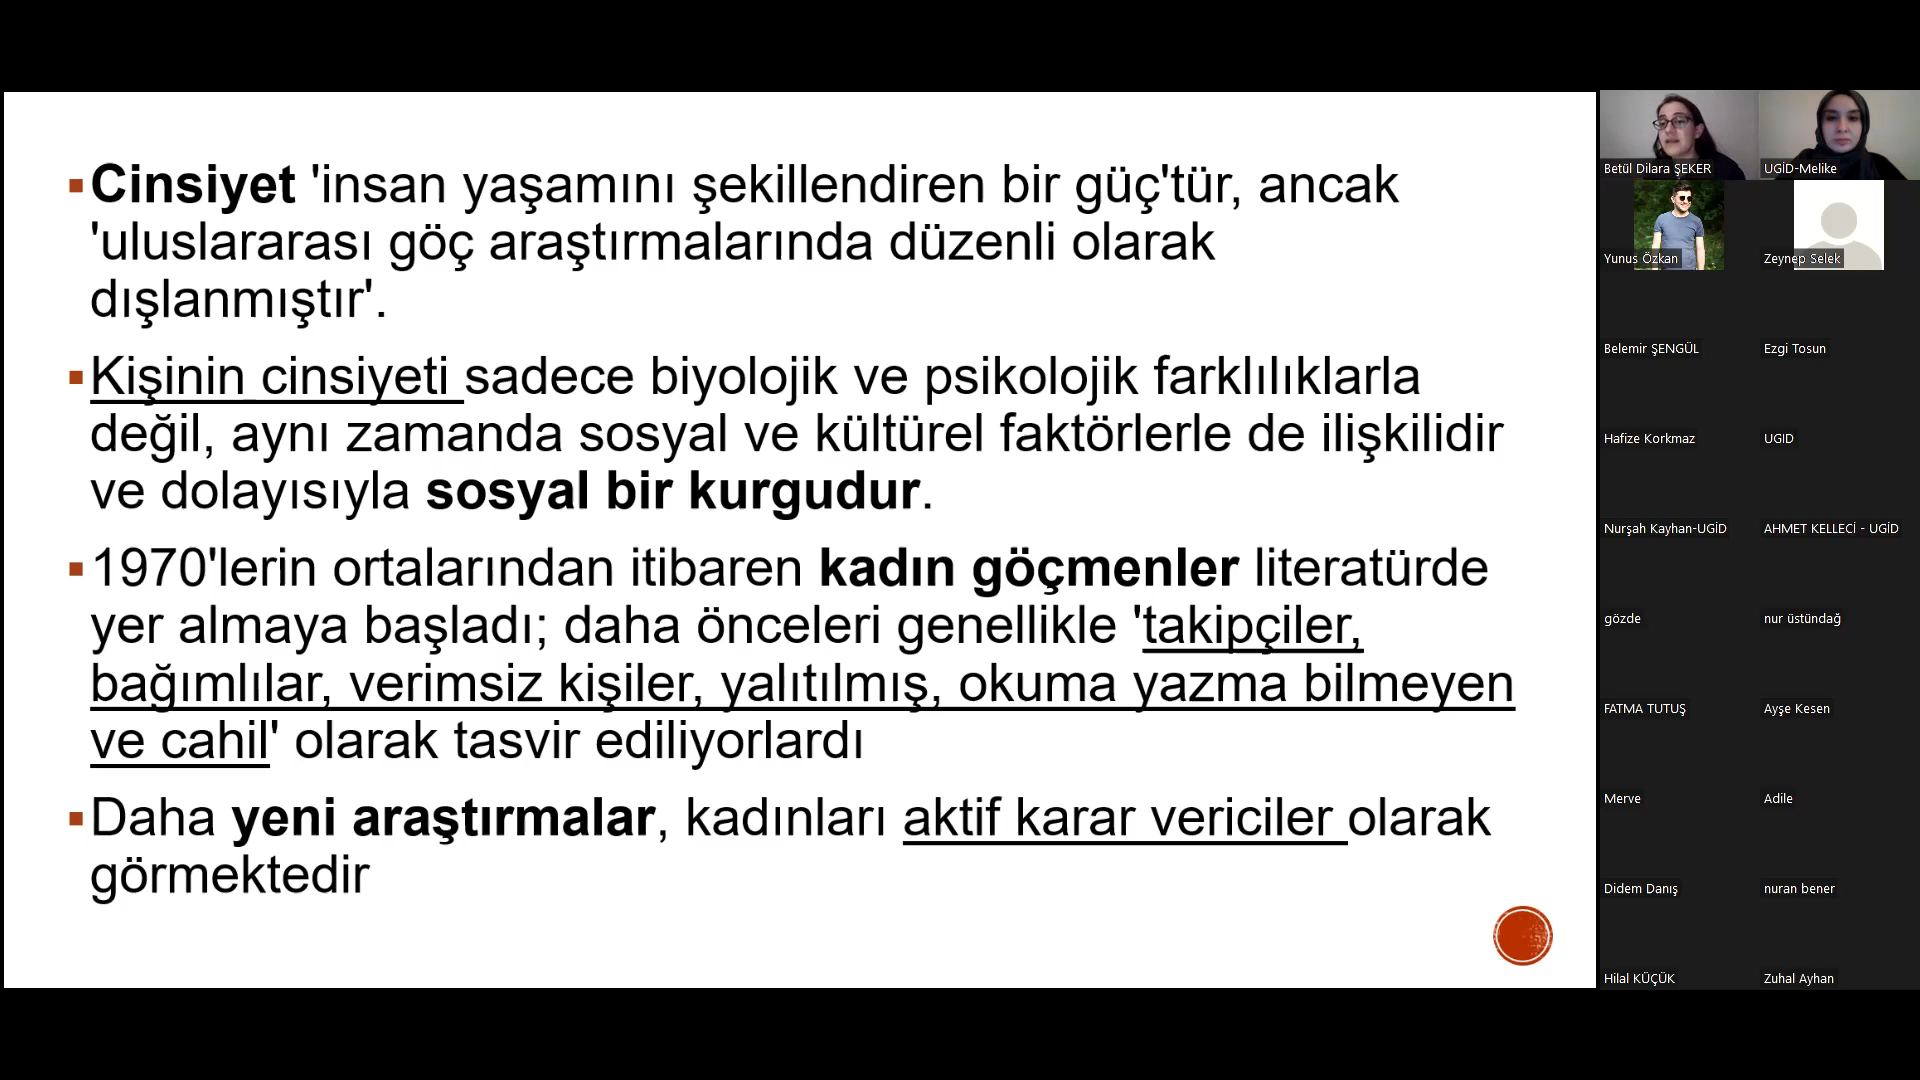 ▪Cinsiyet 'insan yaşamını şekillendiren bir güç'tür, ancak
'uluslararası göç araştırmalarında düzenli olarak
dışlanmıştır'.
▪Kişinin cinsiyeti sadece biyolojik ve psikolojik farklılıklarla
değil, aynı zamanda sosyal ve kültürel faktörlerle de ilişkilidir
ve dolayısıyla sosyal bir kurgudur.
▪1970'lerin ortalarından itibaren kadın göçmenler literatürde
yer almaya başladı; daha önceleri genellikle 'takipçiler,
bağımlılar, verimsiz kişiler, yalıtılmış, okuma yazma bilmeyen
ve cahil' olarak tasvir ediliyorlardı
▪Daha yeni araştırmalar, kadınları aktif karar vericiler olarak
görmektedir
Betül Dilara ŞEKER
UGİD-Melike
Yunus Özkan
Zeynep Selek
Belemir ŞENGÜL
Ezgi Tosun
Hafize Korkmaz
UGID
Nurşah Kayhan-UGİD
AHMET KELLECİ - UGİD
gözde
nur üstündağ
FATMA TUTUŞ
Ayşe Kesen
Merve
Adile
Didem Danış
nuran bener
Hilal KÜÇÜK
Zuhal Ayhan